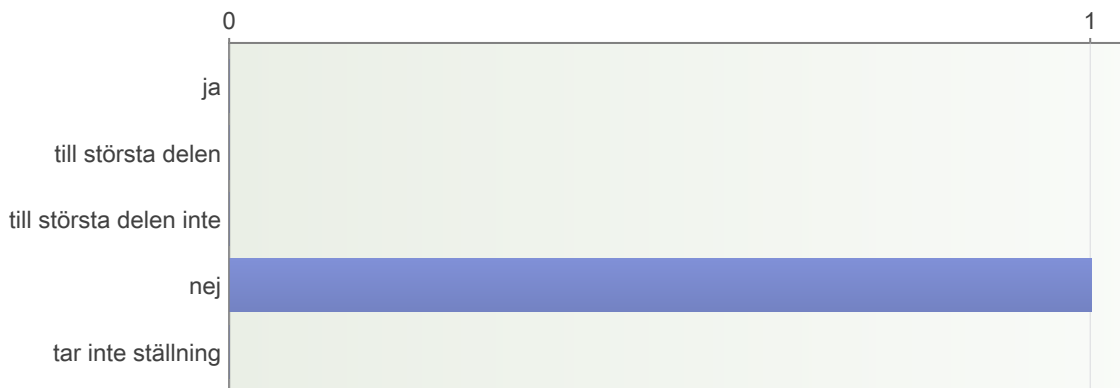 0 1
ja
till största delen
till största delen inte
nej
tar inte ställning